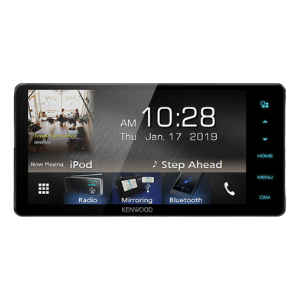 AM 10:28
Thu Jan. 17 2019
Now Playing iPod
Step Ahead
HOME
MENU
CAM
Radio
Mirroring
Bluetooth
KENWOOD